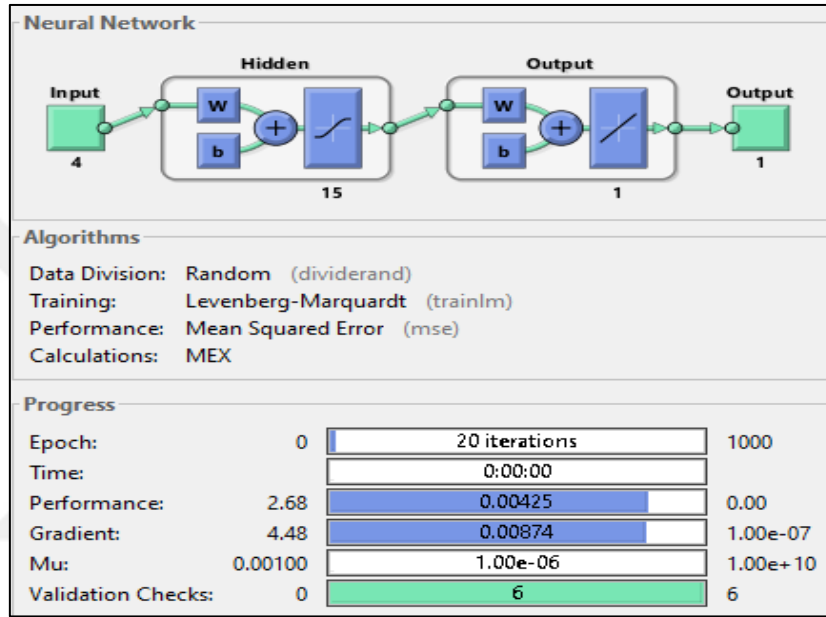 Neural Network
Hidden Output
Input Output
W W
+ +
b b
4 1
15 1
Algorithms
Data Division: Random (dividerand)
Training: Levenberg-Marquardt (trainlm)
Performance: Mean Squared Error (mse)
Calculations: MEX
Progress
Epoch: 0 20 iterations 1000
Time: 0:00:00
Performance: 2.68 0.00425 0.00
Gradient: 4.48 0.00874 1.00e-07
Mu: 0.00100 1.00e-06 1.00e+10
Validation Checks: 0 6 6